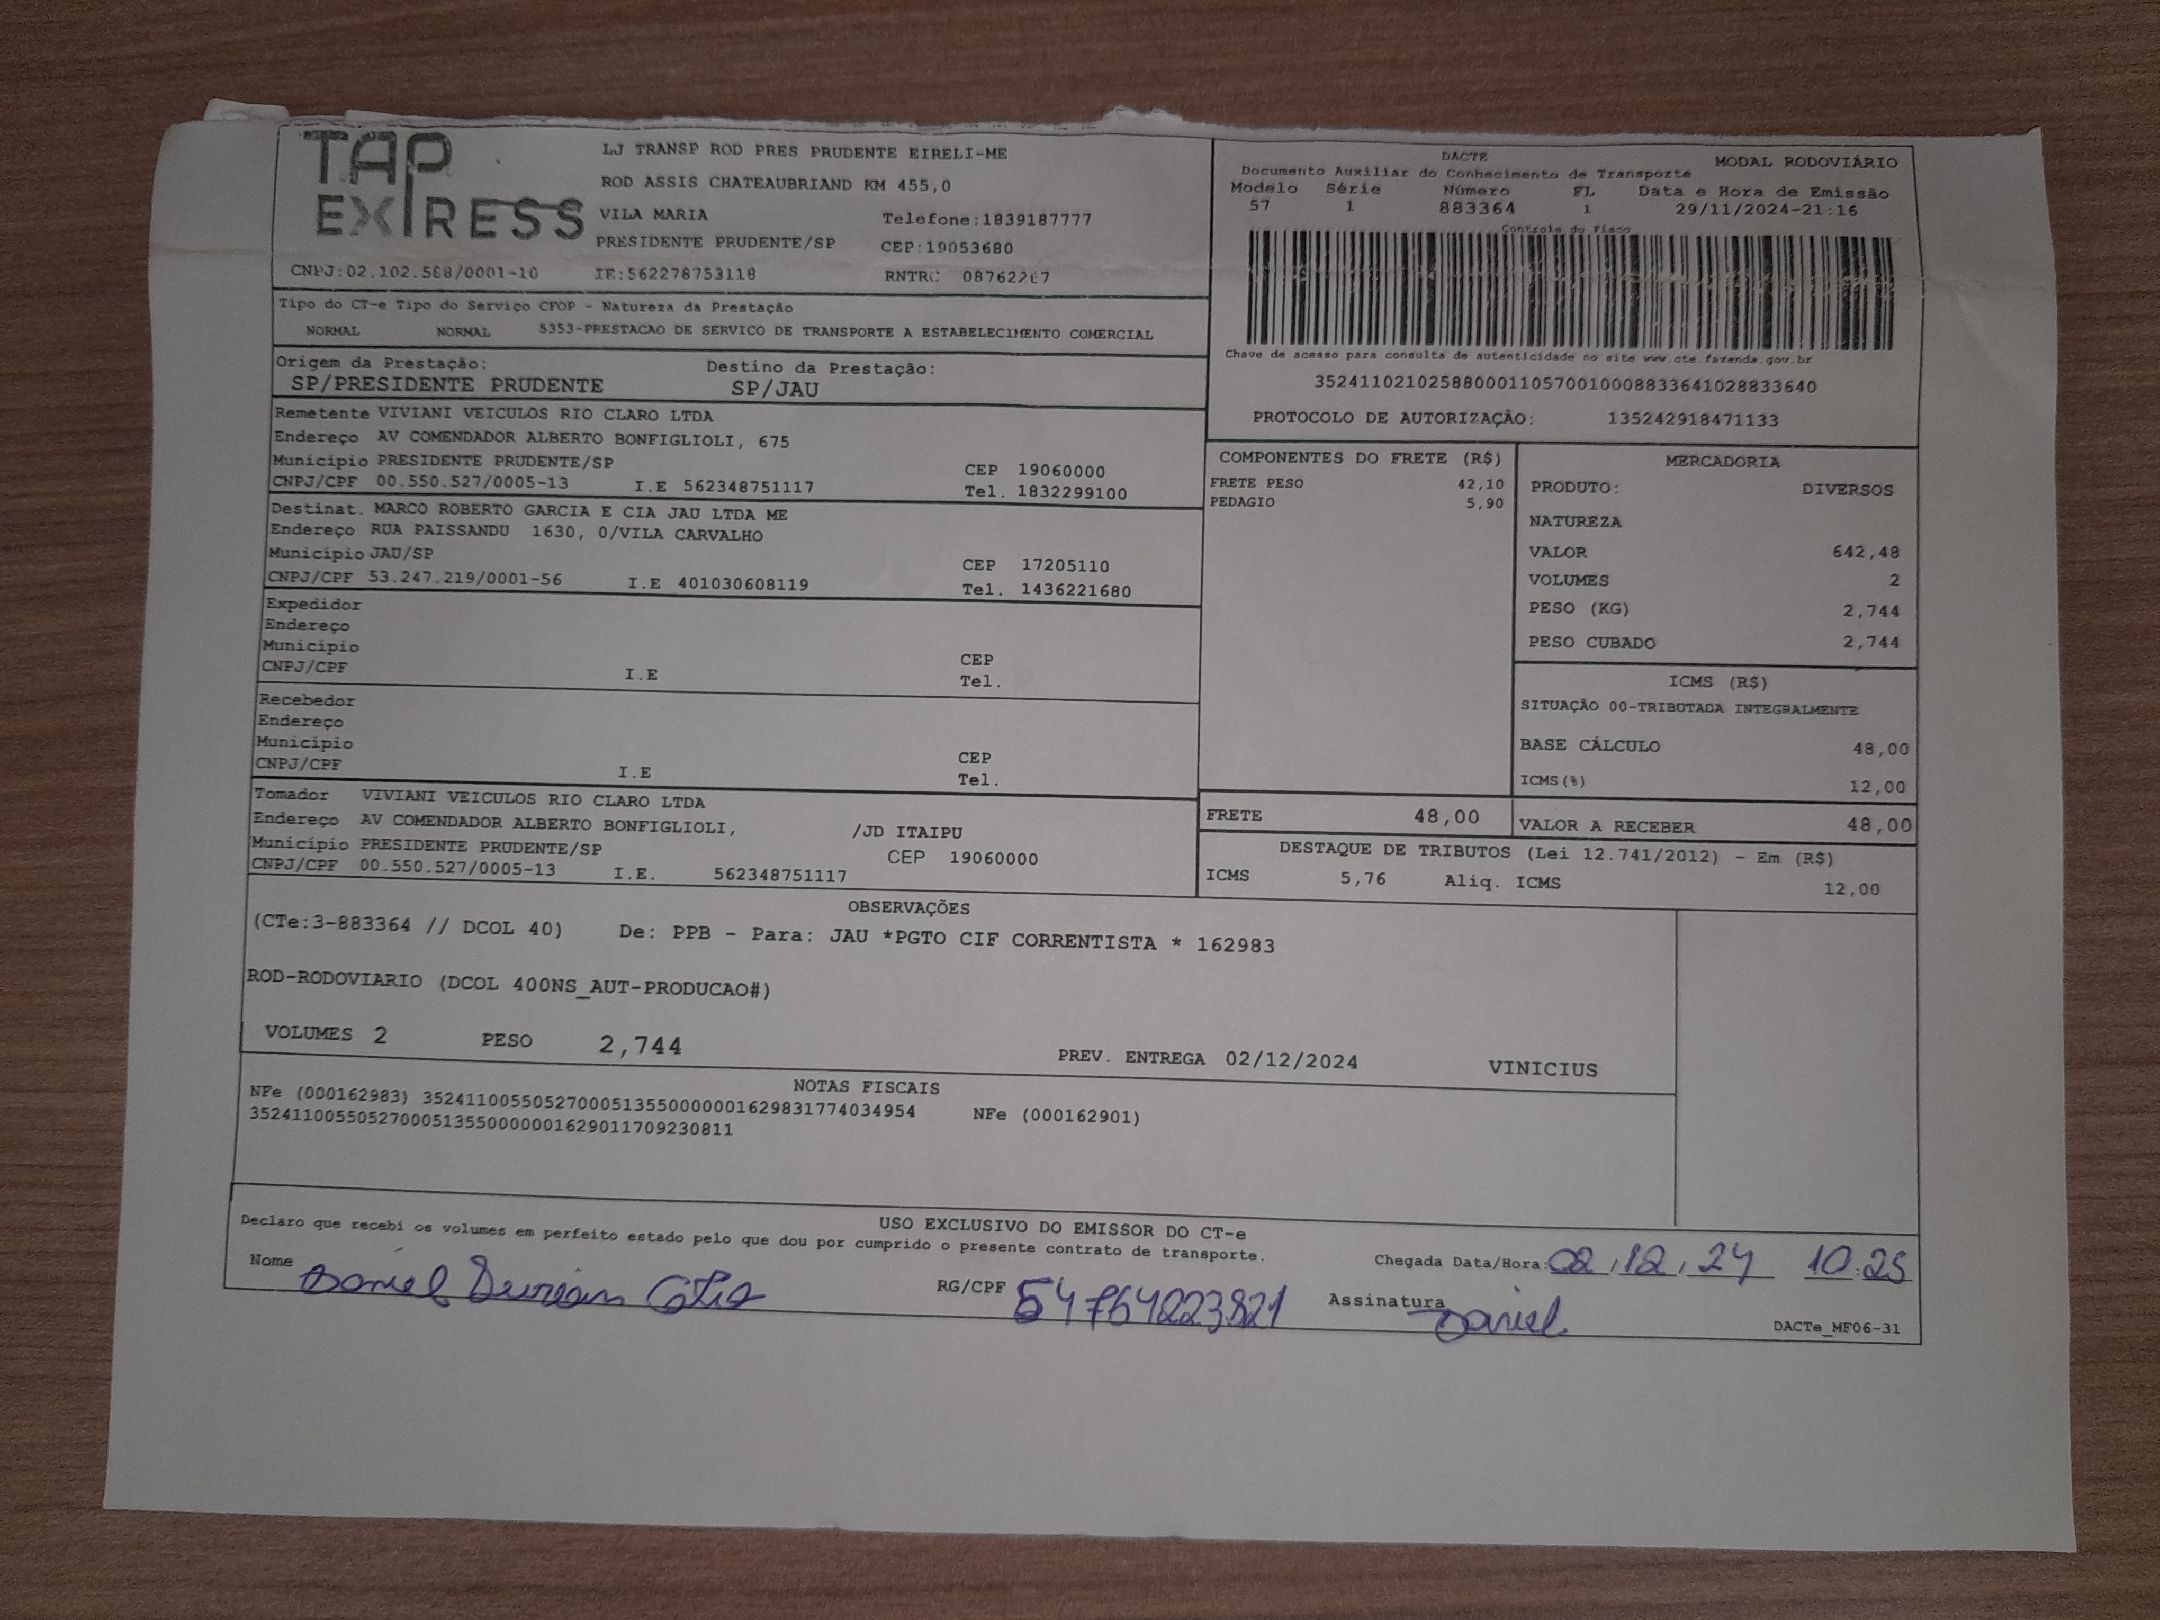 TAP EXPRESS
LJ TRANSP ROD PRES PRUDENTE EIRELI-ME
ROD ASSIS CHATEAUBRIAND KM 455,0
VILA MARIA Telefone:1839187777
PRESIDENTE PRUDENTE/SP CEP:19053680
CNPJ:02.102.588/0001-10 IE:562278753118 RNTRC 08762267
DACTE MODAL RODOVIÁRIO
Documento Auxiliar do Conhecimento de Transporte
Modelo Série Número FL Data e Hora de Emissão
57 1 883364 1 29/11/2024-21:16
Controle do Fisco
Chave de acesso para consulta de autenticidade no site www.cte.fazenda.gov.br
35241102102588000110570010008833641028833640
PROTOCOLO DE AUTORIZAÇÃO: 135242918471133
Tipo do CT-e Tipo do Serviço CFOP - Natureza da Prestação
NORMAL NORMAL 5353-PRESTACAO DE SERVICO DE TRANSPORTE A ESTABELECIMENTO COMERCIAL
Origem da Prestação: Destino da Prestação:
SP/PRESIDENTE PRUDENTE SP/JAU
Remetente VIVIANI VEICULOS RIO CLARO LTDA
Endereço AV COMENDADOR ALBERTO BONFIGLIOLI, 675
Município PRESIDENTE PRUDENTE/SP CEP 19060000
CNPJ/CPF 00.550.527/0005-13 I.E 562348751117 Tel. 1832299100
Destinat. MARCO ROBERTO GARCIA E CIA JAU LTDA ME
Endereço RUA PAISSANDU 1630, 0/VILA CARVALHO
Município JAU/SP CEP 17205110
CNPJ/CPF 53.247.219/0001-56 I.E 401030608119 Tel. 1436221680
Expedidor
Endereço
Município CEP
CNPJ/CPF I.E Tel.
Recebedor
Endereço
Município CEP
CNPJ/CPF I.E Tel.
Tomador VIVIANI VEICULOS RIO CLARO LTDA
Endereço AV COMENDADOR ALBERTO BONFIGLIOLI, /JD ITAIPU
Município PRESIDENTE PRUDENTE/SP CEP 19060000
CNPJ/CPF 00.550.527/0005-13 I.E. 562348751117
COMPONENTES DO FRETE (R$)
FRETE PESO 42,10
PEDAGIO 5,90
MERCADORIA
PRODUTO: DIVERSOS
NATUREZA
VALOR 642,48
VOLUMES 2
PESO (KG) 2,744
PESO CUBADO 2,744
ICMS (R$)
SITUAÇÃO 00-TRIBUTADA INTEGRALMENTE
BASE CÁLCULO 48,00
ICMS(%) 12,00
FRETE 48,00 VALOR A RECEBER 48,00
DESTAQUE DE TRIBUTOS (Lei 12.741/2012) - Em (R$)
ICMS 5,76 Aliq. ICMS 12,00
OBSERVAÇÕES
(CTe:3-883364 // DCOL 40) De: PPB - Para: JAU *PGTO CIF CORRENTISTA * 162983
ROD-RODOVIARIO (DCOL 400NS_AUT-PRODUCAO#)
VOLUMES 2 PESO 2,744 PREV. ENTREGA 02/12/2024 VINICIUS
NOTAS FISCAIS
NFe (000162983) 35241100550527000513550000001629831774034954 NFe (000162901)
35241100550527000513550000001629011709230811
USO EXCLUSIVO DO EMISSOR DO CT-e
Declaro que recebi os volumes em perfeito estado pelo que dou por cumprido o presente contrato de transporte.
Chegada Data/Hora: 02.12.24 10:25
Nome Daniel RG/CPF 54764223821 Assinatura Daniel
DACTe_MF06-31